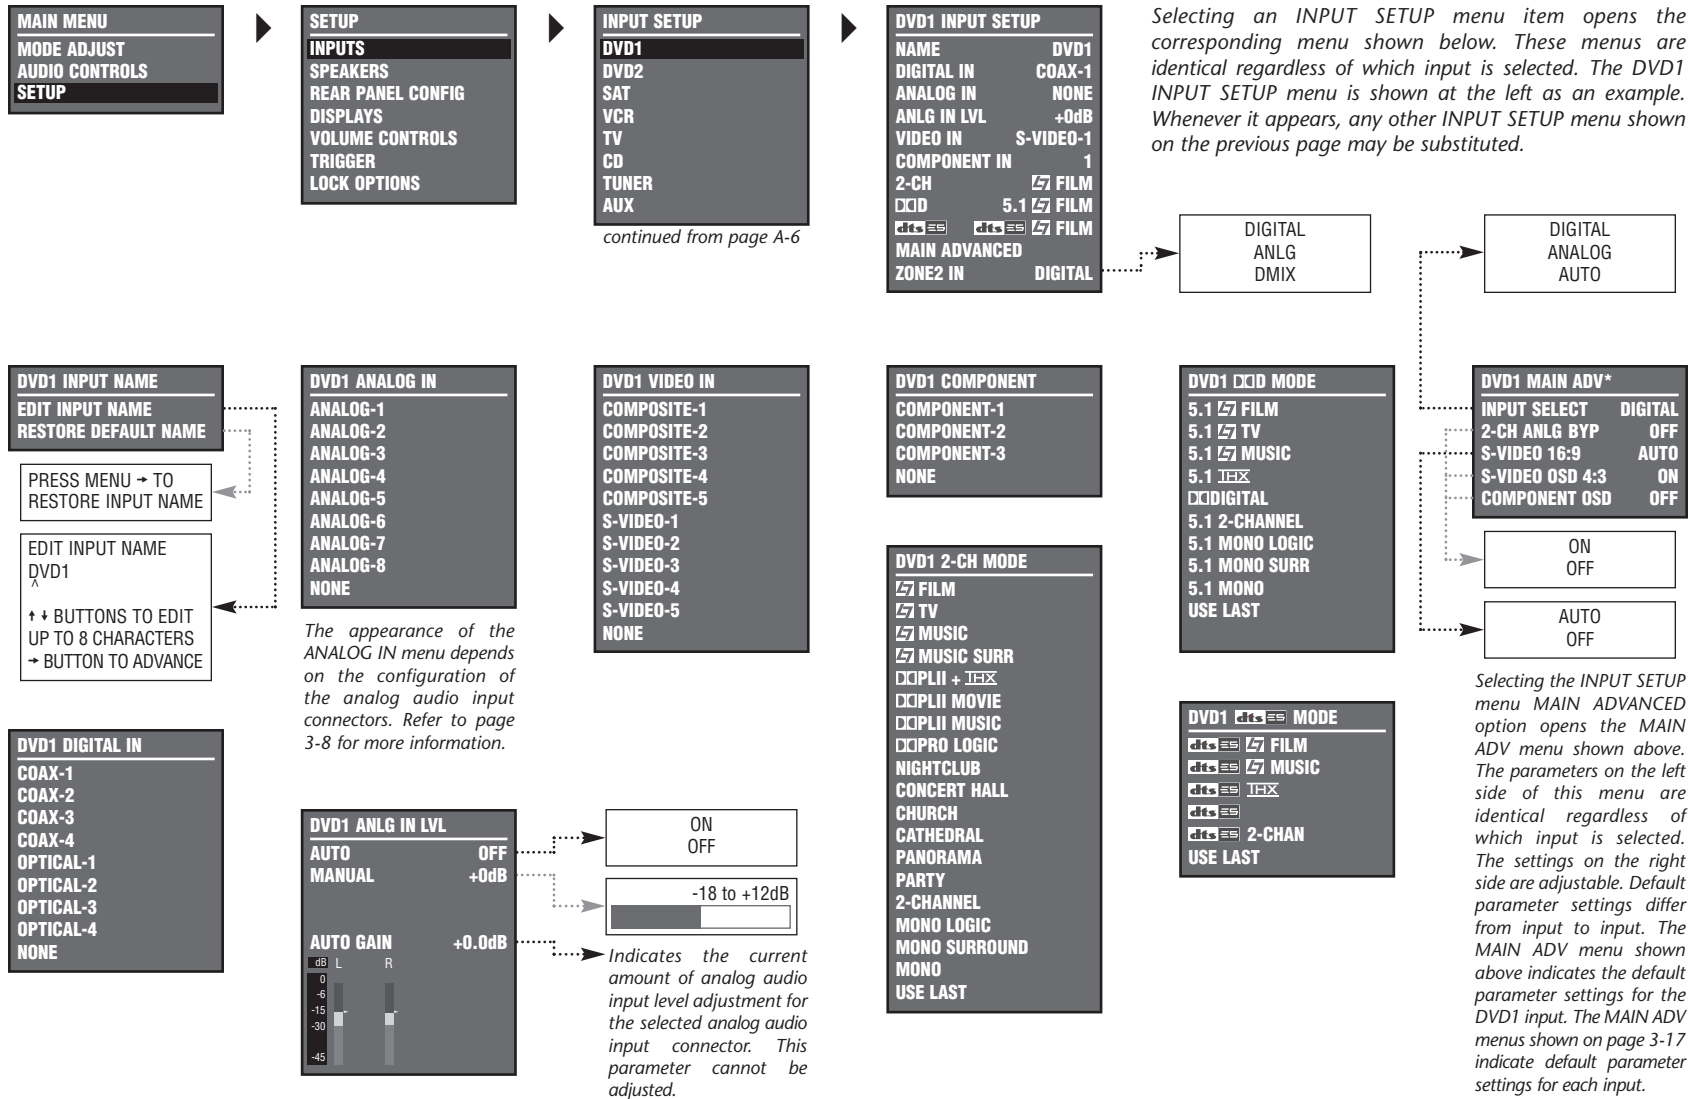 MAIN MENU
MODE ADJUST
AUDIO CONTROLS
SETUP
SETUP
INPUTS
SPEAKERS
REAR PANEL CONFIG
DISPLAYS
VOLUME CONTROLS
TRIGGER
LOCK OPTIONS
INPUT SETUP
DVD1
DVD2
SAT
VCR
TV
CD
TUNER
AUX
continued from page A-6
DVD1 INPUT SETUP
NAME DVD1
DIGITAL IN COAX-1
ANALOG IN NONE
ANLG IN LVL +0dB
VIDEO IN S-VIDEO-1
COMPONENT IN 1
2-CH FILM
D 5.1 FILM
dts ES dts ES FILM
MAIN ADVANCED
ZONE2 IN DIGITAL
Selecting an INPUT SETUP menu item opens the
corresponding menu shown below. These menus are
identical regardless of which input is selected. The DVD1
INPUT SETUP menu is shown at the left as an example.
Whenever it appears, any other INPUT SETUP menu shown
on the previous page may be substituted.
DIGITAL
ANLG
DMIX
DIGITAL
ANALOG
AUTO
DVD1 INPUT NAME
EDIT INPUT NAME
RESTORE DEFAULT NAME
PRESS MENU → TO
RESTORE INPUT NAME
EDIT INPUT NAME
DVD1
^
↑ ↓ BUTTONS TO EDIT
UP TO 8 CHARACTERS
→ BUTTON TO ADVANCE
DVD1 DIGITAL IN
COAX-1
COAX-2
COAX-3
COAX-4
OPTICAL-1
OPTICAL-2
OPTICAL-3
OPTICAL-4
NONE
DVD1 ANALOG IN
ANALOG-1
ANALOG-2
ANALOG-3
ANALOG-4
ANALOG-5
ANALOG-6
ANALOG-7
ANALOG-8
NONE
The appearance of the
ANALOG IN menu depends
on the configuration of
the analog audio input
connectors. Refer to page
3-8 for more information.
DVD1 ANLG IN LVL
AUTO OFF
MANUAL +0dB
AUTO GAIN +0.0dB
dB L R
0
-6
-15
-30
-45
ON
OFF
-18 to +12dB
Indicates the current
amount of analog audio
input level adjustment for
the selected analog audio
input connector. This
parameter cannot be
adjusted.
DVD1 VIDEO IN
COMPOSITE-1
COMPOSITE-2
COMPOSITE-3
COMPOSITE-4
COMPOSITE-5
S-VIDEO-1
S-VIDEO-2
S-VIDEO-3
S-VIDEO-4
S-VIDEO-5
NONE
DVD1 COMPONENT
COMPONENT-1
COMPONENT-2
COMPONENT-3
NONE
DVD1 2-CH MODE
FILM
TV
MUSIC
MUSIC SURR
PLII + THX
PLII MOVIE
PLII MUSIC
PRO LOGIC
NIGHTCLUB
CONCERT HALL
CHURCH
CATHEDRAL
PANORAMA
PARTY
2-CHANNEL
MONO LOGIC
MONO SURROUND
MONO
USE LAST
DVD1 D MODE
5.1 FILM
5.1 TV
5.1 MUSIC
5.1 THX
DIGITAL
5.1 2-CHANNEL
5.1 MONO LOGIC
5.1 MONO SURR
5.1 MONO
USE LAST
DVD1 dts ES MODE
dts ES FILM
dts ES MUSIC
dts ES THX
dts ES
dts ES 2-CHAN
USE LAST
DVD1 MAIN ADV*
INPUT SELECT DIGITAL
2-CH ANLG BYP OFF
S-VIDEO 16:9 AUTO
S-VIDEO OSD 4:3 ON
COMPONENT OSD OFF
ON
OFF
AUTO
OFF
Selecting the INPUT SETUP
menu MAIN ADVANCED
option opens the MAIN
ADV menu shown above.
The parameters on the left
side of this menu are
identical regardless of
which input is selected.
The settings on the right
side are adjustable. Default
parameter settings differ
from input to input. The
MAIN ADV menu shown
above indicates the default
parameter settings for the
DVD1 input. The MAIN ADV
menus shown on page 3-17
indicate default parameter
settings for each input.